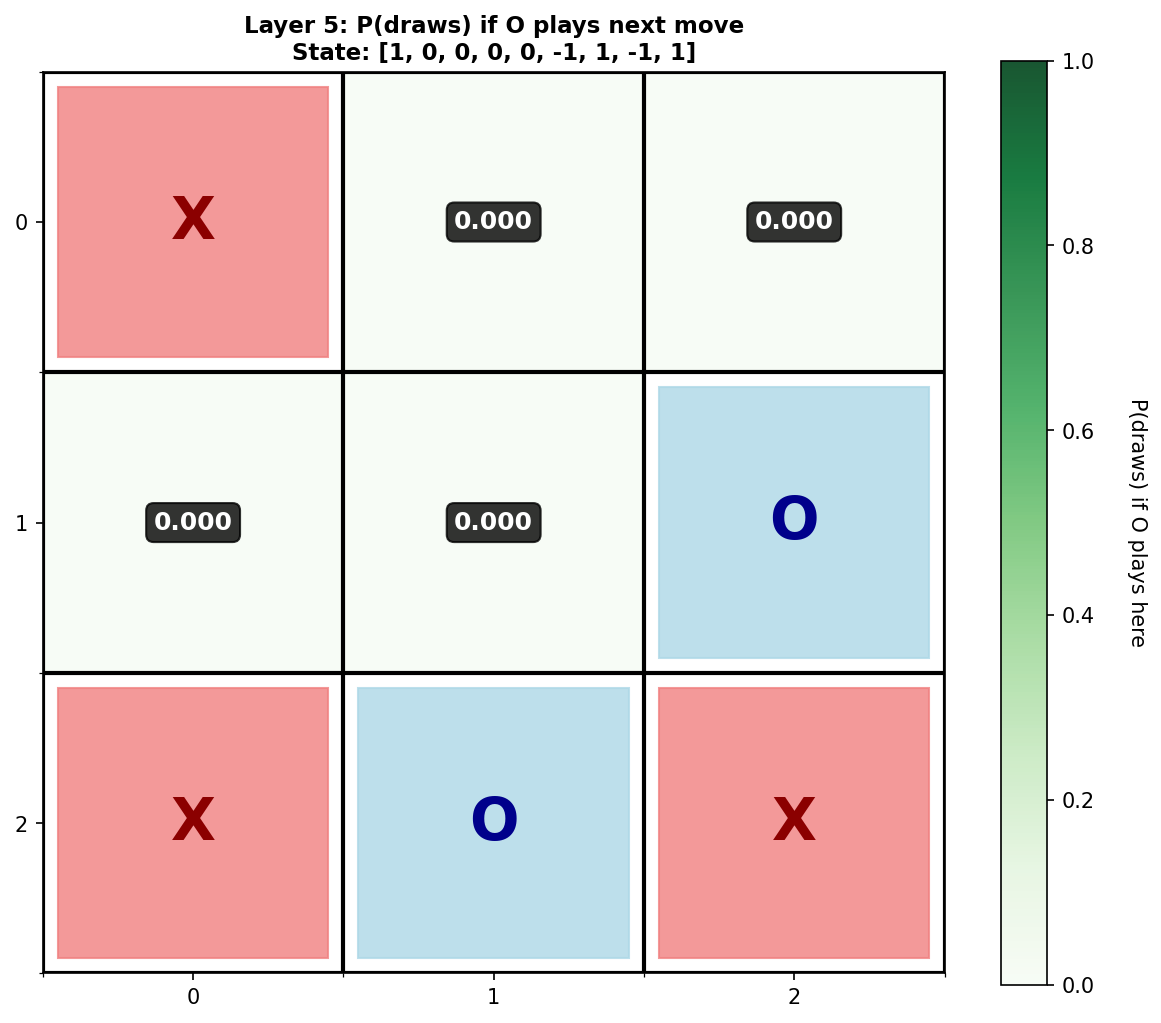 Layer 5: P(draws) if O plays next move
State: [1, 0, 0, 0, 0, -1, 1, -1, 1]
X
0.000
0.000
0.000
0.000
O
X
O
X
0
1
2
0
1
2
1.0
0.8
0.6
0.4
0.2
0.0
P(draws) if O plays here